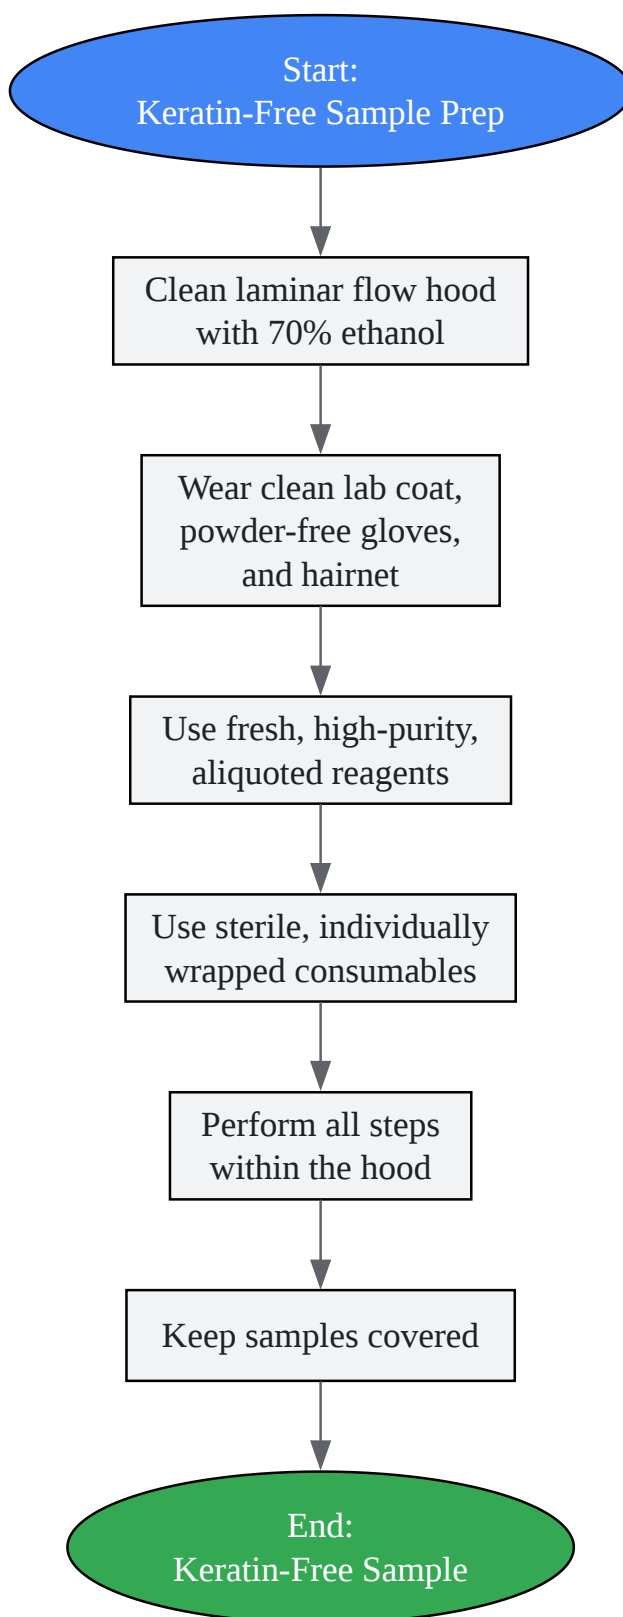 Start:
Keratin-Free Sample Prep
Clean laminar flow hood
with 70% ethanol
Wear clean lab coat,
powder-free gloves,
and hairnet
Use fresh, high-purity,
aliquoted reagents
Use sterile, individually
wrapped consumables
Perform all steps
within the hood
Keep samples covered
End:
Keratin-Free Sample